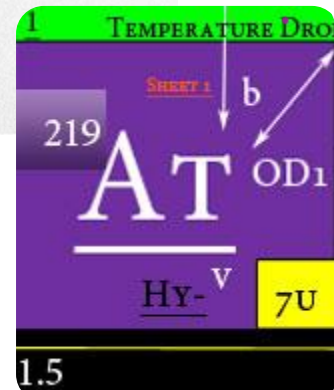 1 Temperature Dro
Sheet 1
b
219
At
OD1
v
Hy-
7U
1.5